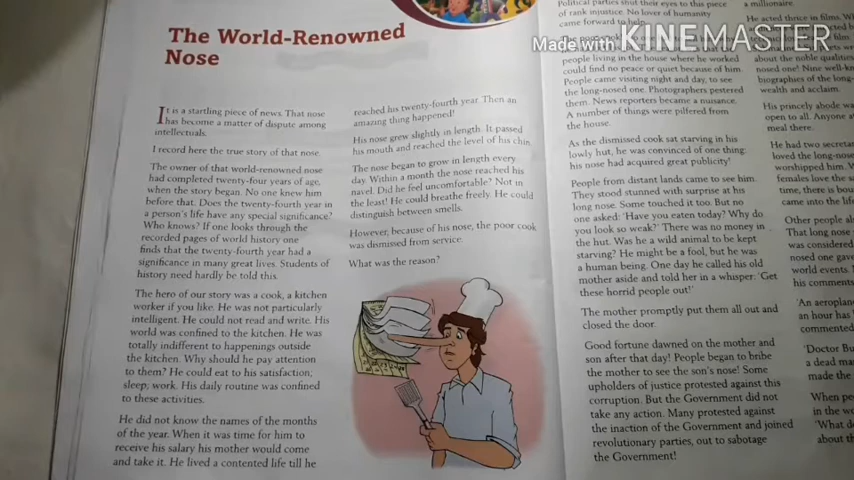 The World-Renowned
Nose
It is a startling piece of news. That nose
has become a matter of dispute among
intellectuals.
I record here the true story of that nose.
The owner of that world-renowned nose
had completed twenty-four years of age,
when the story began. No one knew him
before that. Does the twenty-fourth year in
a person's life have any special significance?
Who knows? If one looks through the
recorded pages of world history one
finds that the twenty-fourth year had a
significance in many great lives. Students of
history need hardly be told this.
The hero of our story was a cook, a kitchen
worker if you like. He was not particularly
intelligent. He could not read and write. His
world was confined to the kitchen. He was
totally indifferent to happenings outside
the kitchen. Why should he pay attention
to them? He could eat to his satisfaction,
sleep; work. His daily routine was confined
to these activities.
He did not know the names of the months
of the year. When it was time for him to
receive his salary his mother would come
and take it. He lived a contented life till he
reached his twenty-fourth year. Then an
amazing thing happened!
His nose grew slightly in length. It passed
his mouth and reached the level of his chin.
The nose began to grow in length every
day. Within a month the nose reached his
navel. Did he feel uncomfortable? Not in
the least! He could breathe freely. He could
distinguish between smells.
However, because of his nose, the poor cook
was dismissed from service.
What was the reason?
Political parties shut their eyes to this piece
of rank injustice. No lover of humanity
came forward to help.
people living in the house where he worked
could find no peace or quiet because of him.
People came visiting night and day, to see
the long-nosed one. Photographers pestered
them. News reporters became a nuisance.
A number of things were pilfered from
the house.
As the dismissed cook sat starving in his
lowly hut, he was convinced of one thing:
his nose had acquired great publicity!
People from distant lands came to see him.
They stood stunned with surprise at his
long nose. Some touched it too. But no
one asked: 'Have you eaten today? Why do
you look so weak?' There was no money in
the hut. Was he a wild animal to be kept
starving? He might be a fool, but he was
a human being. One day he called his old
mother aside and told her in a whisper: 'Get
these horrid people out!'
The mother promptly put them all out and
closed the door.
Good fortune dawned on the mother and
son after that day! People began to bribe
the mother to see the son's nose! Some
upholders of justice protested against this
corruption. But the Government did not
take any action. Many protested against
the inaction of the Government and joined
revolutionary parties, out to sabotage
the Government!
a millionaire.
He acted thrice in films.
about the noble qualities
nosed one! Nine well-kn
biographies of the long-
wealth and acclaim.
His princely abode wa
open to all. Anyone a
meal there.
He had two secretar
loved the long-nose
worshipped him. W
females love the s
time, there is bou
came into the life
Other people als
That long nose
was considered
nosed one gave
world events. M
his comments
'An aeroplane
an hour has
commented
'Doctor Bu
a dead ma
made the
When pe
in the wo
'What do
about th
Made with KINEMASTER